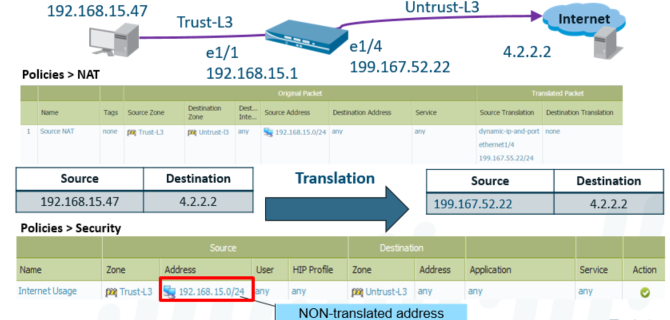 192.168.15.47
Trust-L3
Untrust-L3
Internet
e1/1
192.168.15.1
e1/4
199.167.52.22
4.2.2.2
Policies > NAT
Original Packet
Translated Packet
Name Tags Source Zone Destination Zone Dest... Inte... Source Address Destination Address Service Source Translation Destination Translation
1 Source NAT none Trust-L3 Untrust-l3 any 192.168.15.0/24 any any dynamic-ip-and-port none
ethernet1/4
199.167.55.22/24
Source Destination
192.168.15.47 4.2.2.2
Translation
Source Destination
199.167.52.22 4.2.2.2
Policies > Security
Source Destination
Name Zone Address User HIP Profile Zone Address Application Service Action
Internet Usage Trust-L3 192.168.15.0/24 any any Untrust-L3 any any any
NON-translated address